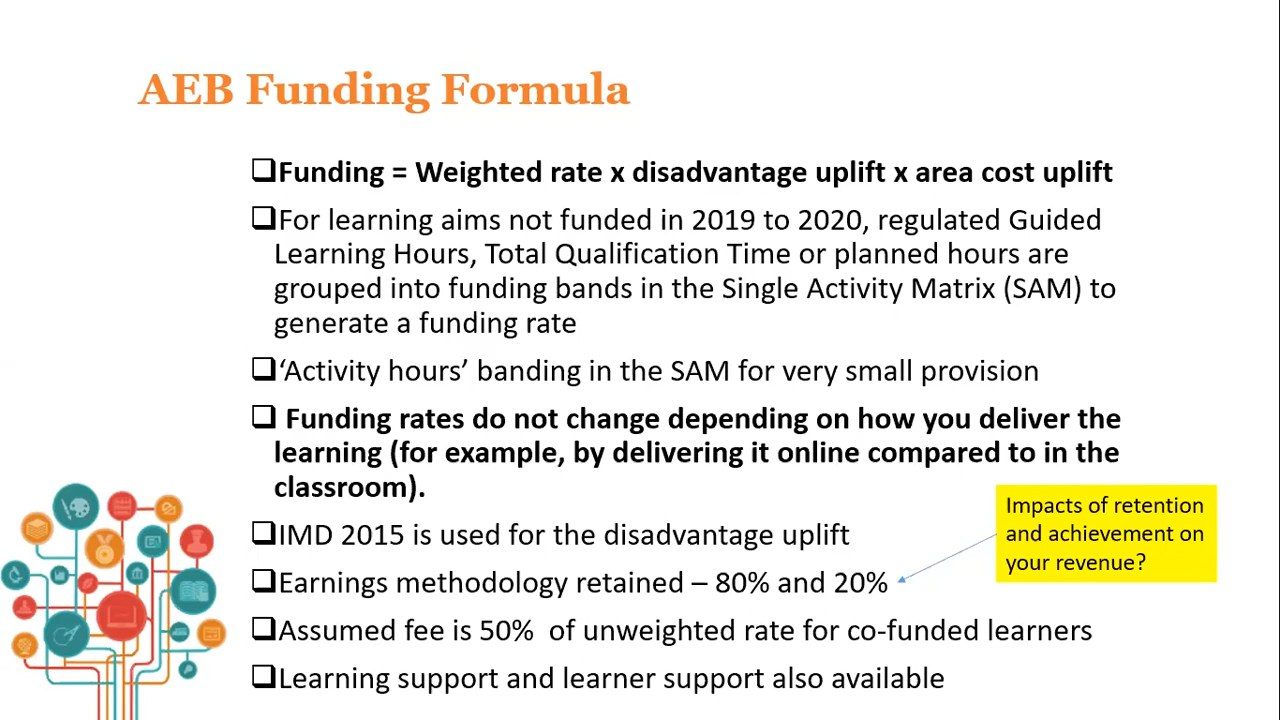 AEB Funding Formula
❑Funding = Weighted rate x disadvantage uplift x area cost uplift
❑For learning aims not funded in 2019 to 2020, regulated Guided
Learning Hours, Total Qualification Time or planned hours are
grouped into funding bands in the Single Activity Matrix (SAM) to
generate a funding rate
❑‘Activity hours’ banding in the SAM for very small provision
❑ Funding rates do not change depending on how you deliver the
learning (for example, by delivering it online compared to in the
classroom).
❑IMD 2015 is used for the disadvantage uplift
❑Earnings methodology retained – 80% and 20%
Impacts of retention
and achievement on
your revenue?
❑Assumed fee is 50% of unweighted rate for co-funded learners
❑Learning support and learner support also available